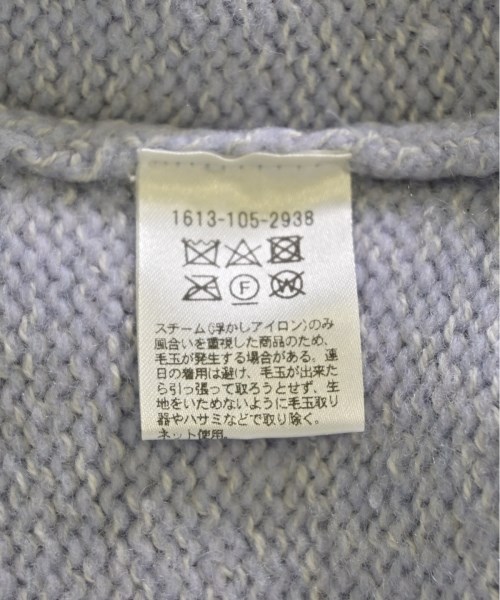 1613-105-2938
F W
スチーム(浮かしアイロン)のみ
風合いを重視した商品のため、
毛玉が発生する場合がある。連
日の着用は避け、毛玉が出来た
ら引っ張って取ろうとせず、生
地をいためないように毛玉取り
器やハサミなどで取り除く。
ネット使用。